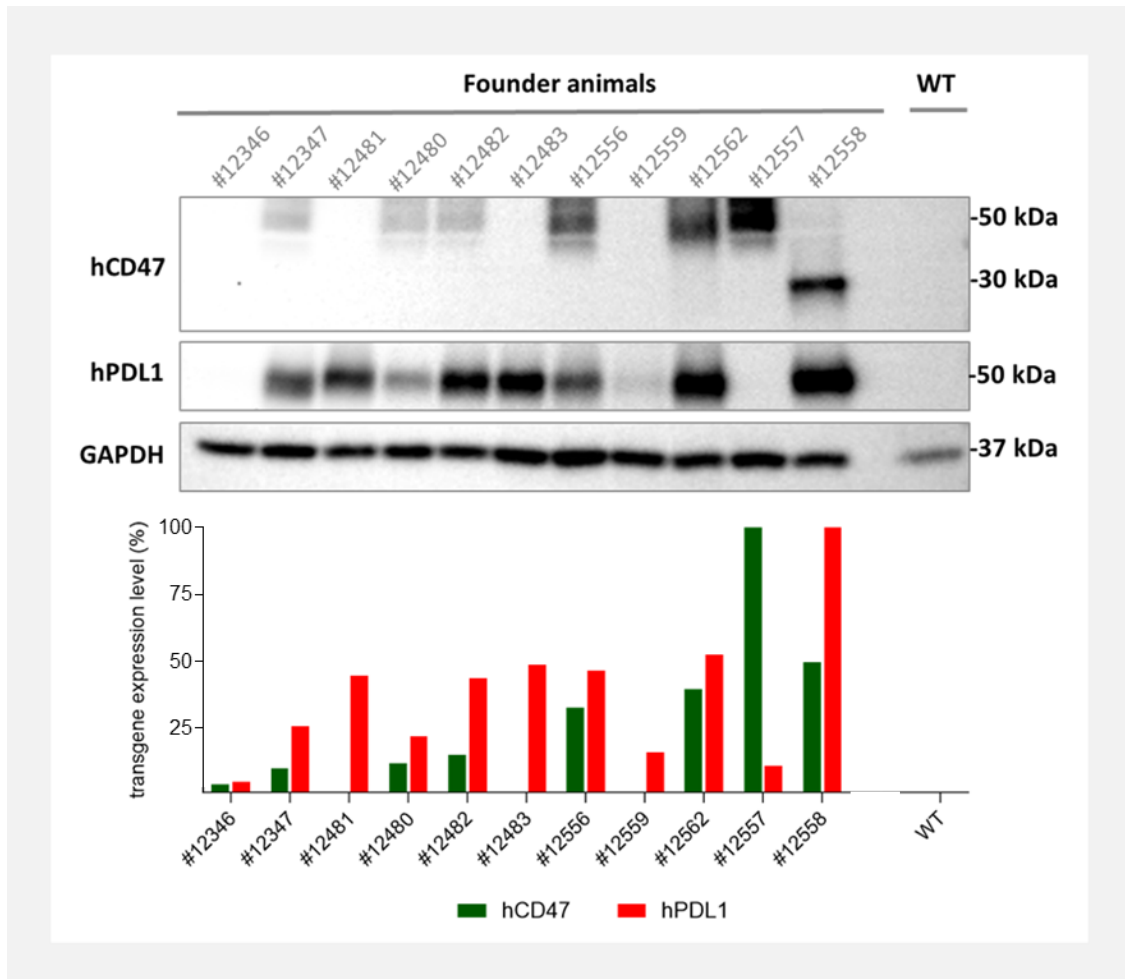 Founder animals WT
#12346 #12347 #12481 #12480 #12482 #12483 #12556 #12559 #12562 #12557 #12558
hCD47
-50 kDa
-30 kDa
hPDL1
-50 kDa
GAPDH
-37 kDa
transgene expression level (%)
100
75
50
25
#12346 #12347 #12481 #12480 #12482 #12483 #12556 #12559 #12562 #12557 #12558 WT
hCD47 hPDL1